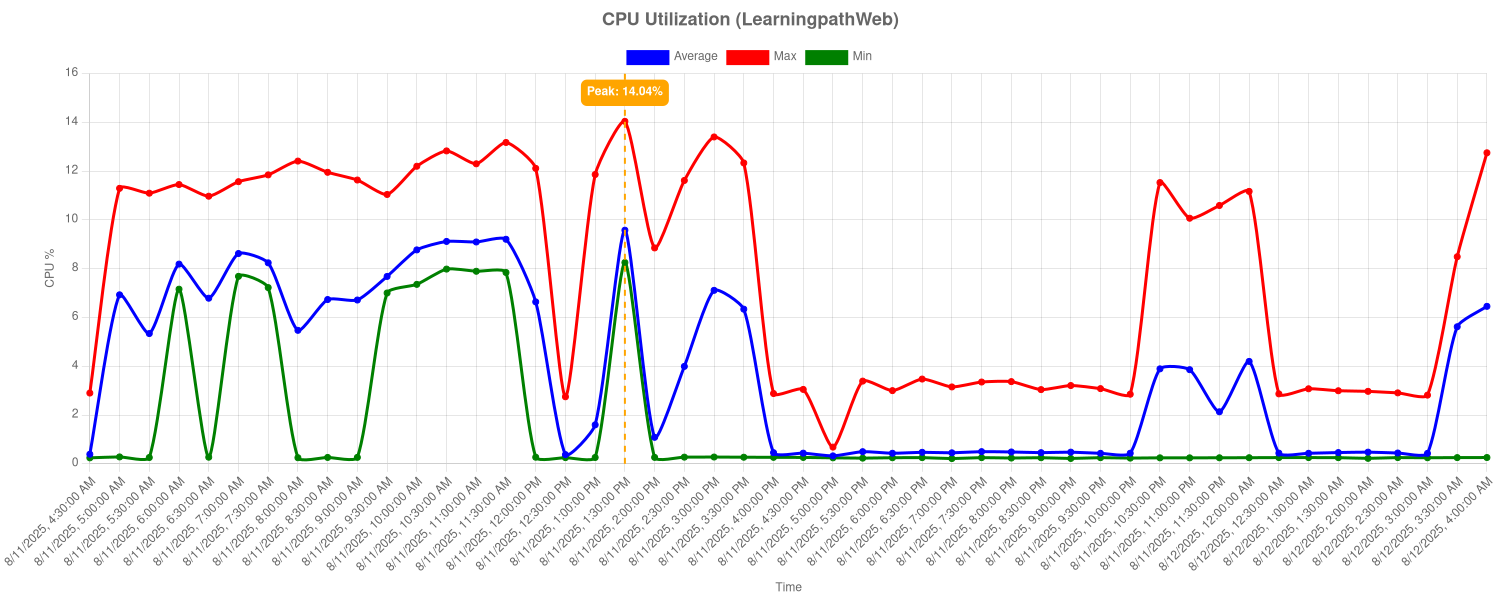 CPU Utilization (LearningpathWeb)
Average Max Min
Peak: 14.04%
CPU %
16
14
12
10
8
6
4
2
0
8/11/2025, 4:30:00 AM
8/11/2025, 5:00:00 AM
8/11/2025, 5:30:00 AM
8/11/2025, 6:00:00 AM
8/11/2025, 6:30:00 AM
8/11/2025, 7:00:00 AM
8/11/2025, 7:30:00 AM
8/11/2025, 8:00:00 AM
8/11/2025, 8:30:00 AM
8/11/2025, 9:00:00 AM
8/11/2025, 9:30:00 AM
8/11/2025, 10:00:00 AM
8/11/2025, 10:30:00 AM
8/11/2025, 11:00:00 AM
8/11/2025, 11:30:00 AM
8/11/2025, 12:00:00 PM
8/11/2025, 12:30:00 PM
8/11/2025, 1:00:00 PM
8/11/2025, 1:30:00 PM
8/11/2025, 2:00:00 PM
8/11/2025, 2:30:00 PM
8/11/2025, 3:00:00 PM
8/11/2025, 3:30:00 PM
8/11/2025, 4:00:00 PM
8/11/2025, 4:30:00 PM
8/11/2025, 5:00:00 PM
8/11/2025, 5:30:00 PM
8/11/2025, 6:00:00 PM
8/11/2025, 6:30:00 PM
8/11/2025, 7:00:00 PM
8/11/2025, 7:30:00 PM
8/11/2025, 8:00:00 PM
8/11/2025, 8:30:00 PM
8/11/2025, 9:00:00 PM
8/11/2025, 9:30:00 PM
8/11/2025, 10:00:00 PM
8/11/2025, 10:30:00 PM
8/11/2025, 11:00:00 PM
8/11/2025, 11:30:00 PM
8/12/2025, 12:00:00 AM
8/12/2025, 12:30:00 AM
8/12/2025, 1:00:00 AM
8/12/2025, 1:30:00 AM
8/12/2025, 2:00:00 AM
8/12/2025, 2:30:00 AM
8/12/2025, 3:00:00 AM
8/12/2025, 3:30:00 AM
8/12/2025, 4:00:00 AM
Time